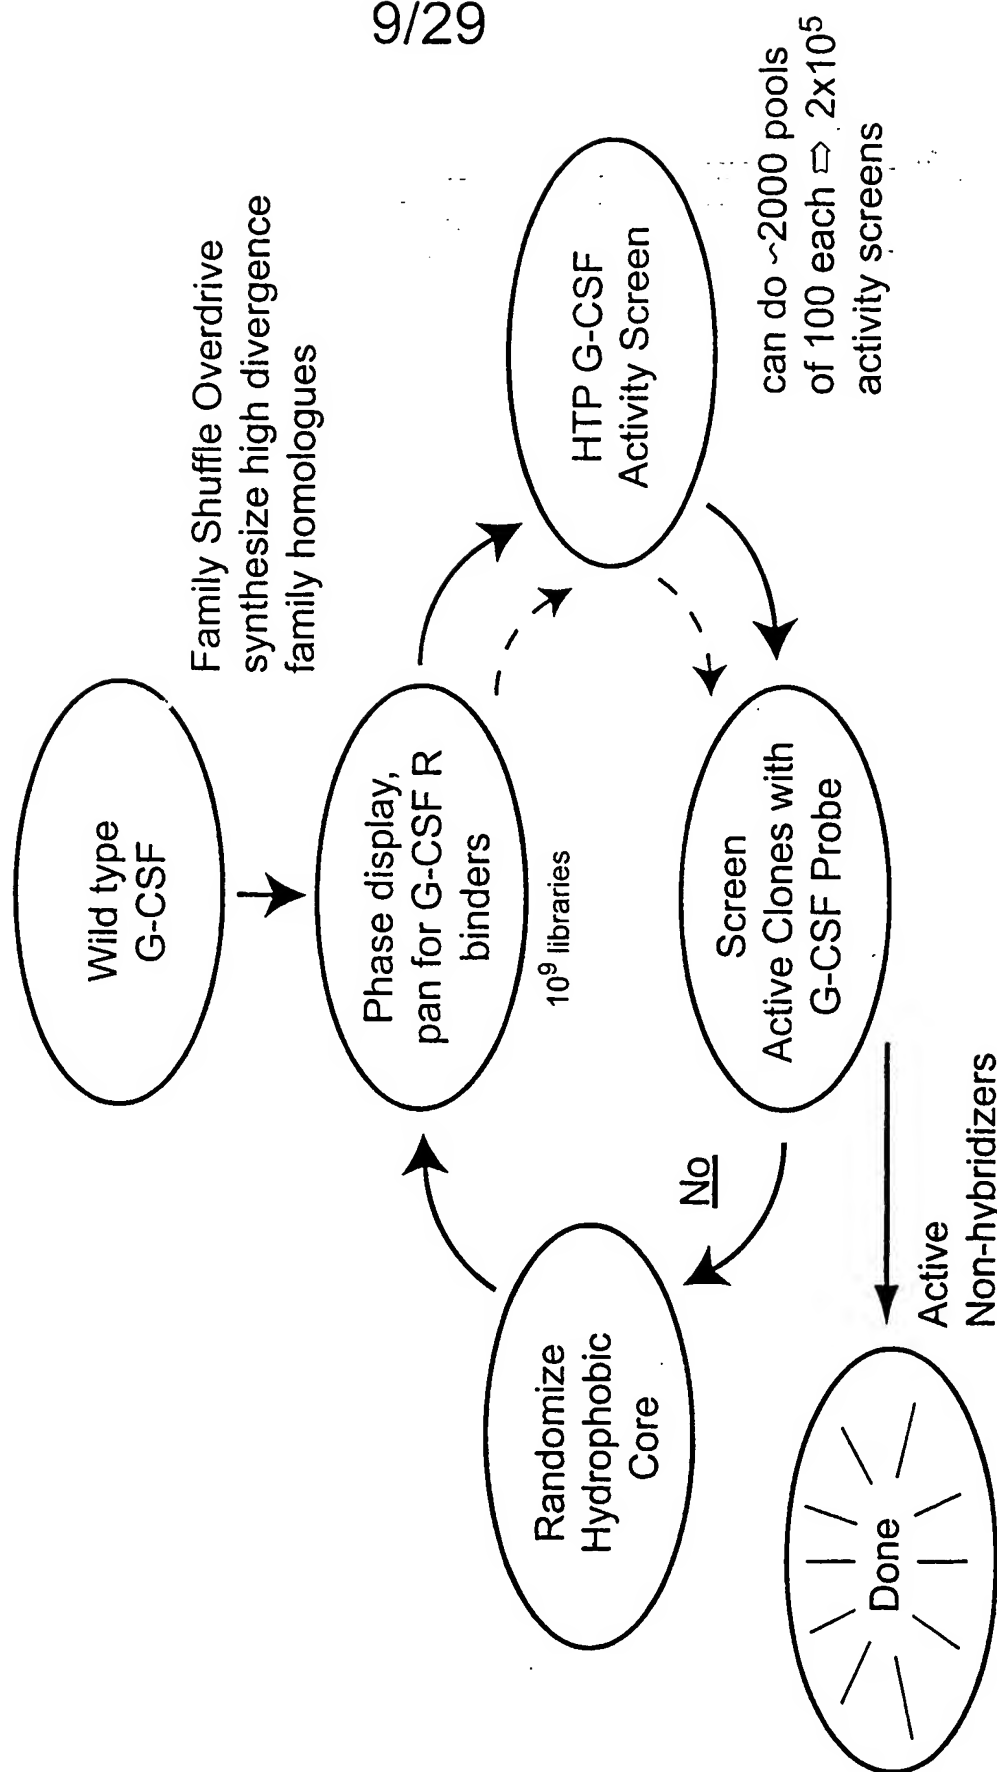 9/29
Wild type
G-CSF
Family Shuffle Overdrive
synthesize high divergence
family homologues
Phase display,
pan for G-CSF R
binders
10⁹ libraries
HTP G-CSF
Activity Screen
can do ~2000 pools
of 100 each ⇨ 2x10⁵
activity screens
Screen
Active Clones with
G-CSF Probe
No
Randomize
Hydrophobic
Core
Active
Non-hybridizers
Done